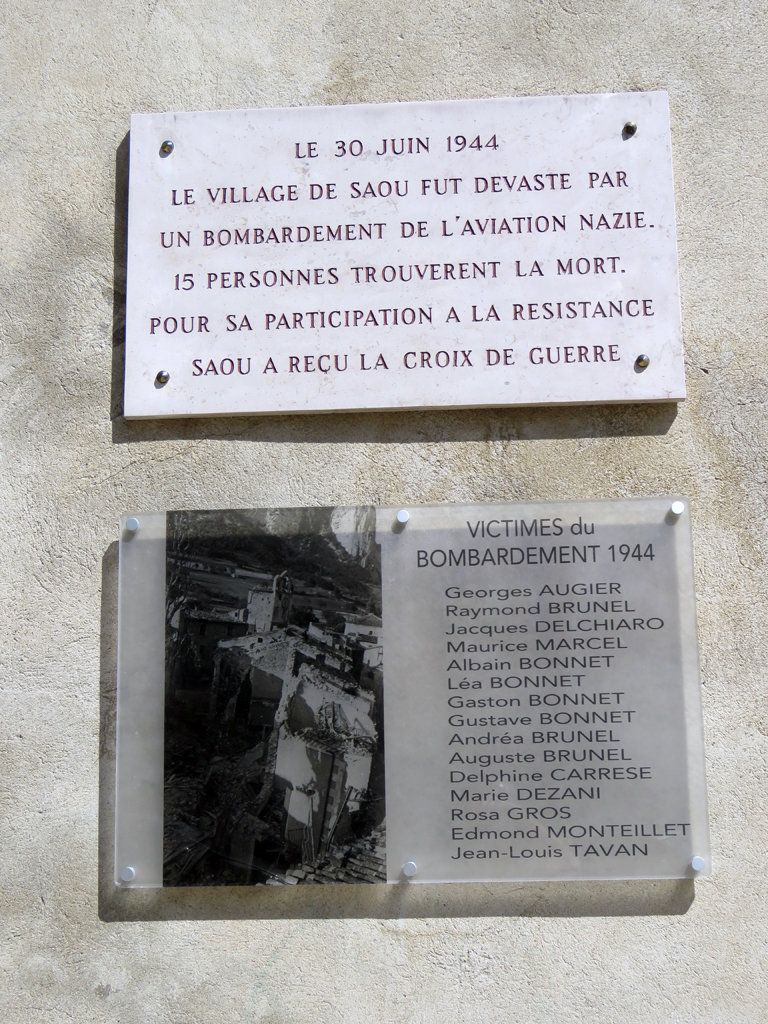 LE 30 JUIN 1944
LE VILLAGE DE SAOU FUT DEVASTE PAR
UN BOMBARDEMENT DE L'AVIATION NAZIE.
15 PERSONNES TROUVERENT LA MORT.
POUR SA PARTICIPATION A LA RESISTANCE
SAOU A REÇU LA CROIX DE GUERRE
VICTIMES du
BOMBARDEMENT 1944
Georges AUGIER
Raymond BRUNEL
Jacques DELCHIARO
Maurice MARCEL
Albain BONNET
Léa BONNET
Gaston BONNET
Gustave BONNET
Andréa BRUNEL
Auguste BRUNEL
Delphine CARRESE
Marie DEZANI
Rosa GROS
Edmond MONTEILLET
Jean-Louis TAVAN